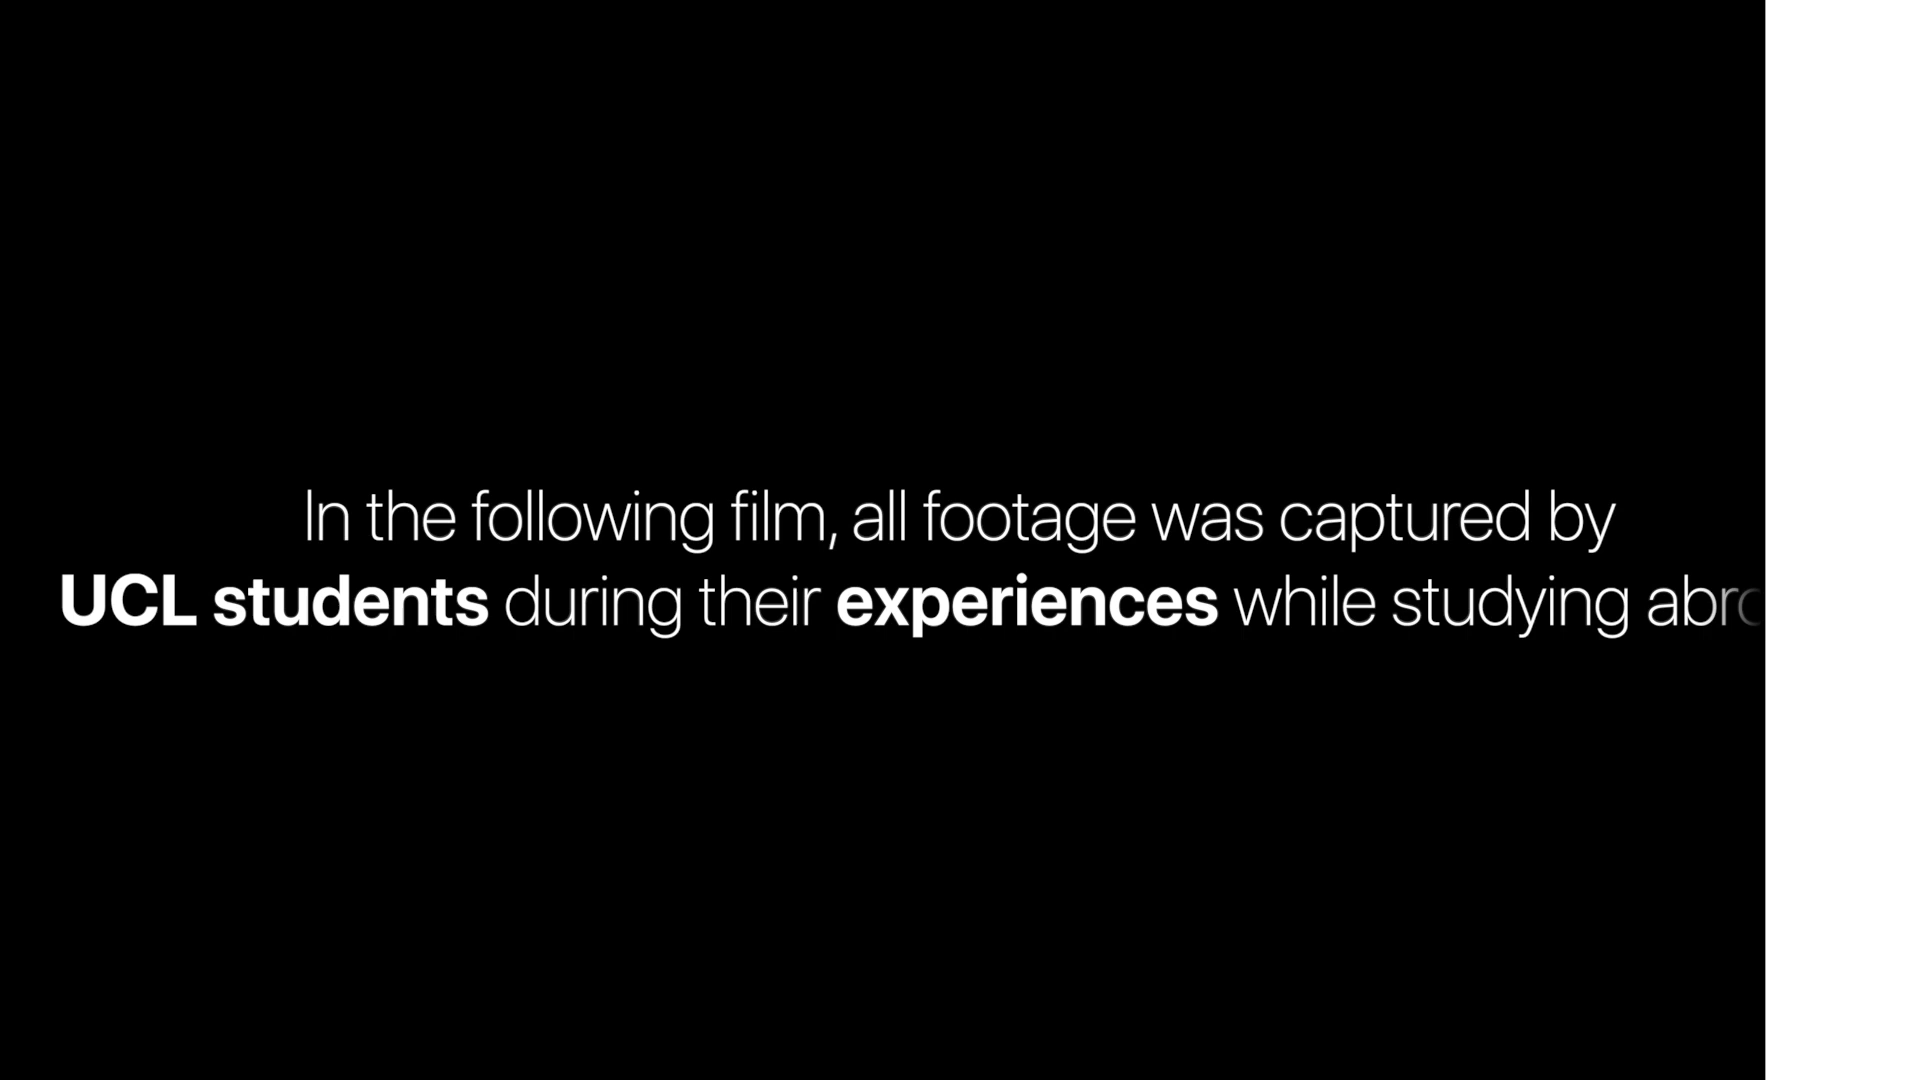 In the following film, all footage was captured by
UCL students during their experiences while studying